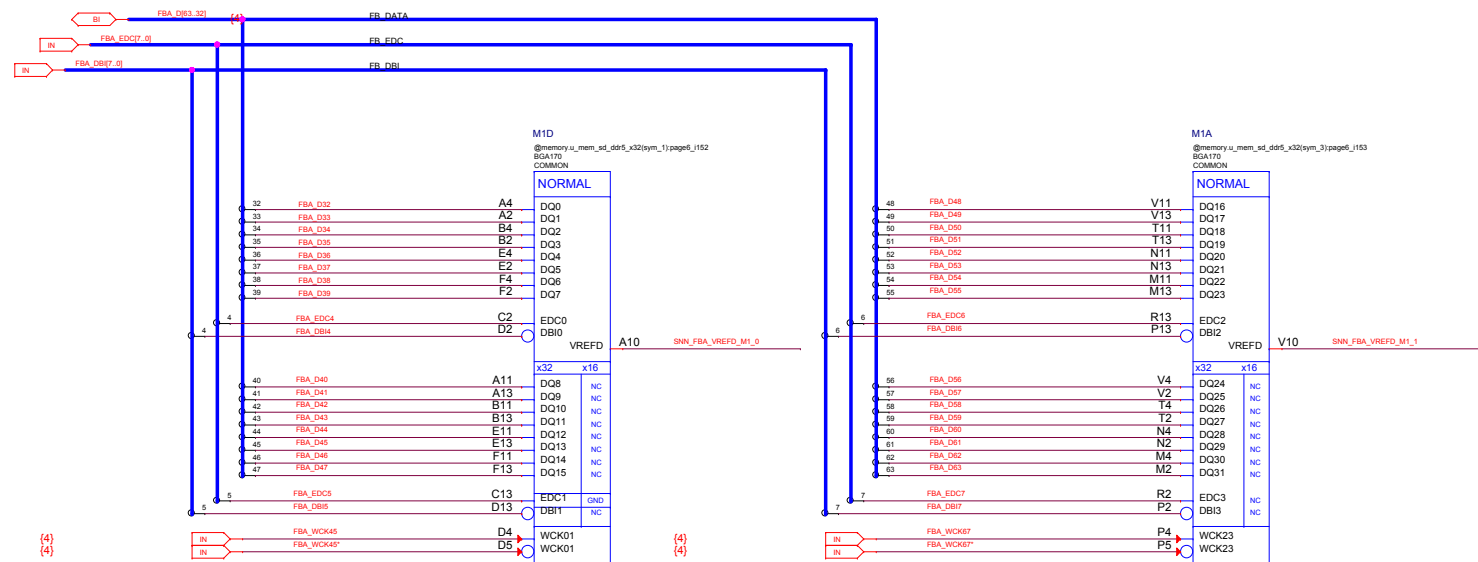 BI FBA_D[63..32] {4} FB_DATA
IN FBA_EDC[7..0] FB_EDC
IN FBA_DBI[7..0] FB_DBI
M1D M1A
@memory.u_mem_sd_ddr5_x32(sym_1):page6_i152 @memory.u_mem_sd_ddr5_x32(sym_3):page6_i153
BGA170 BGA170
COMMON COMMON
NORMAL NORMAL
32 FBA_D32 A4 DQ0 48 FBA_D48 V11 DQ16
33 FBA_D33 A2 DQ1 49 FBA_D49 V13 DQ17
34 FBA_D34 B4 DQ2 50 FBA_D50 T11 DQ18
35 FBA_D35 B2 DQ3 51 FBA_D51 T13 DQ19
36 FBA_D36 E4 DQ4 52 FBA_D52 N11 DQ20
37 FBA_D37 E2 DQ5 53 FBA_D53 N13 DQ21
38 FBA_D38 F4 DQ6 54 FBA_D54 M11 DQ22
39 FBA_D39 F2 DQ7 55 FBA_D55 M13 DQ23
4 FBA_EDC4 C2 EDC0 6 FBA_EDC6 R13 EDC2
4 FBA_DBI4 D2 DBI0 6 FBA_DBI6 P13 DBI2
VREFD A10 SNN_FBA_VREFD_M1_0 VREFD V10 SNN_FBA_VREFD_M1_1
x32 x16 x32 x16
40 FBA_D40 A11 DQ8 NC 56 FBA_D56 V4 DQ24 NC
41 FBA_D41 A13 DQ9 NC 57 FBA_D57 V2 DQ25 NC
42 FBA_D42 B11 DQ10 NC 58 FBA_D58 T4 DQ26 NC
43 FBA_D43 B13 DQ11 NC 59 FBA_D59 T2 DQ27 NC
44 FBA_D44 E11 DQ12 NC 60 FBA_D60 N4 DQ28 NC
45 FBA_D45 E13 DQ13 NC 61 FBA_D61 N2 DQ29 NC
46 FBA_D46 F11 DQ14 NC 62 FBA_D62 M4 DQ30 NC
47 FBA_D47 F13 DQ15 NC 63 FBA_D63 M2 DQ31 NC
5 FBA_EDC5 C13 EDC1 GND 7 FBA_EDC7 R2 EDC3 NC
5 FBA_DBI5 D13 DBI1 NC 7 FBA_DBI7 P2 DBI3 NC
{4} IN FBA_WCK45 D4 WCK01 {4} IN FBA_WCK67 P4 WCK23
{4} IN FBA_WCK45* D5 WCK01 {4} IN FBA_WCK67* P5 WCK23